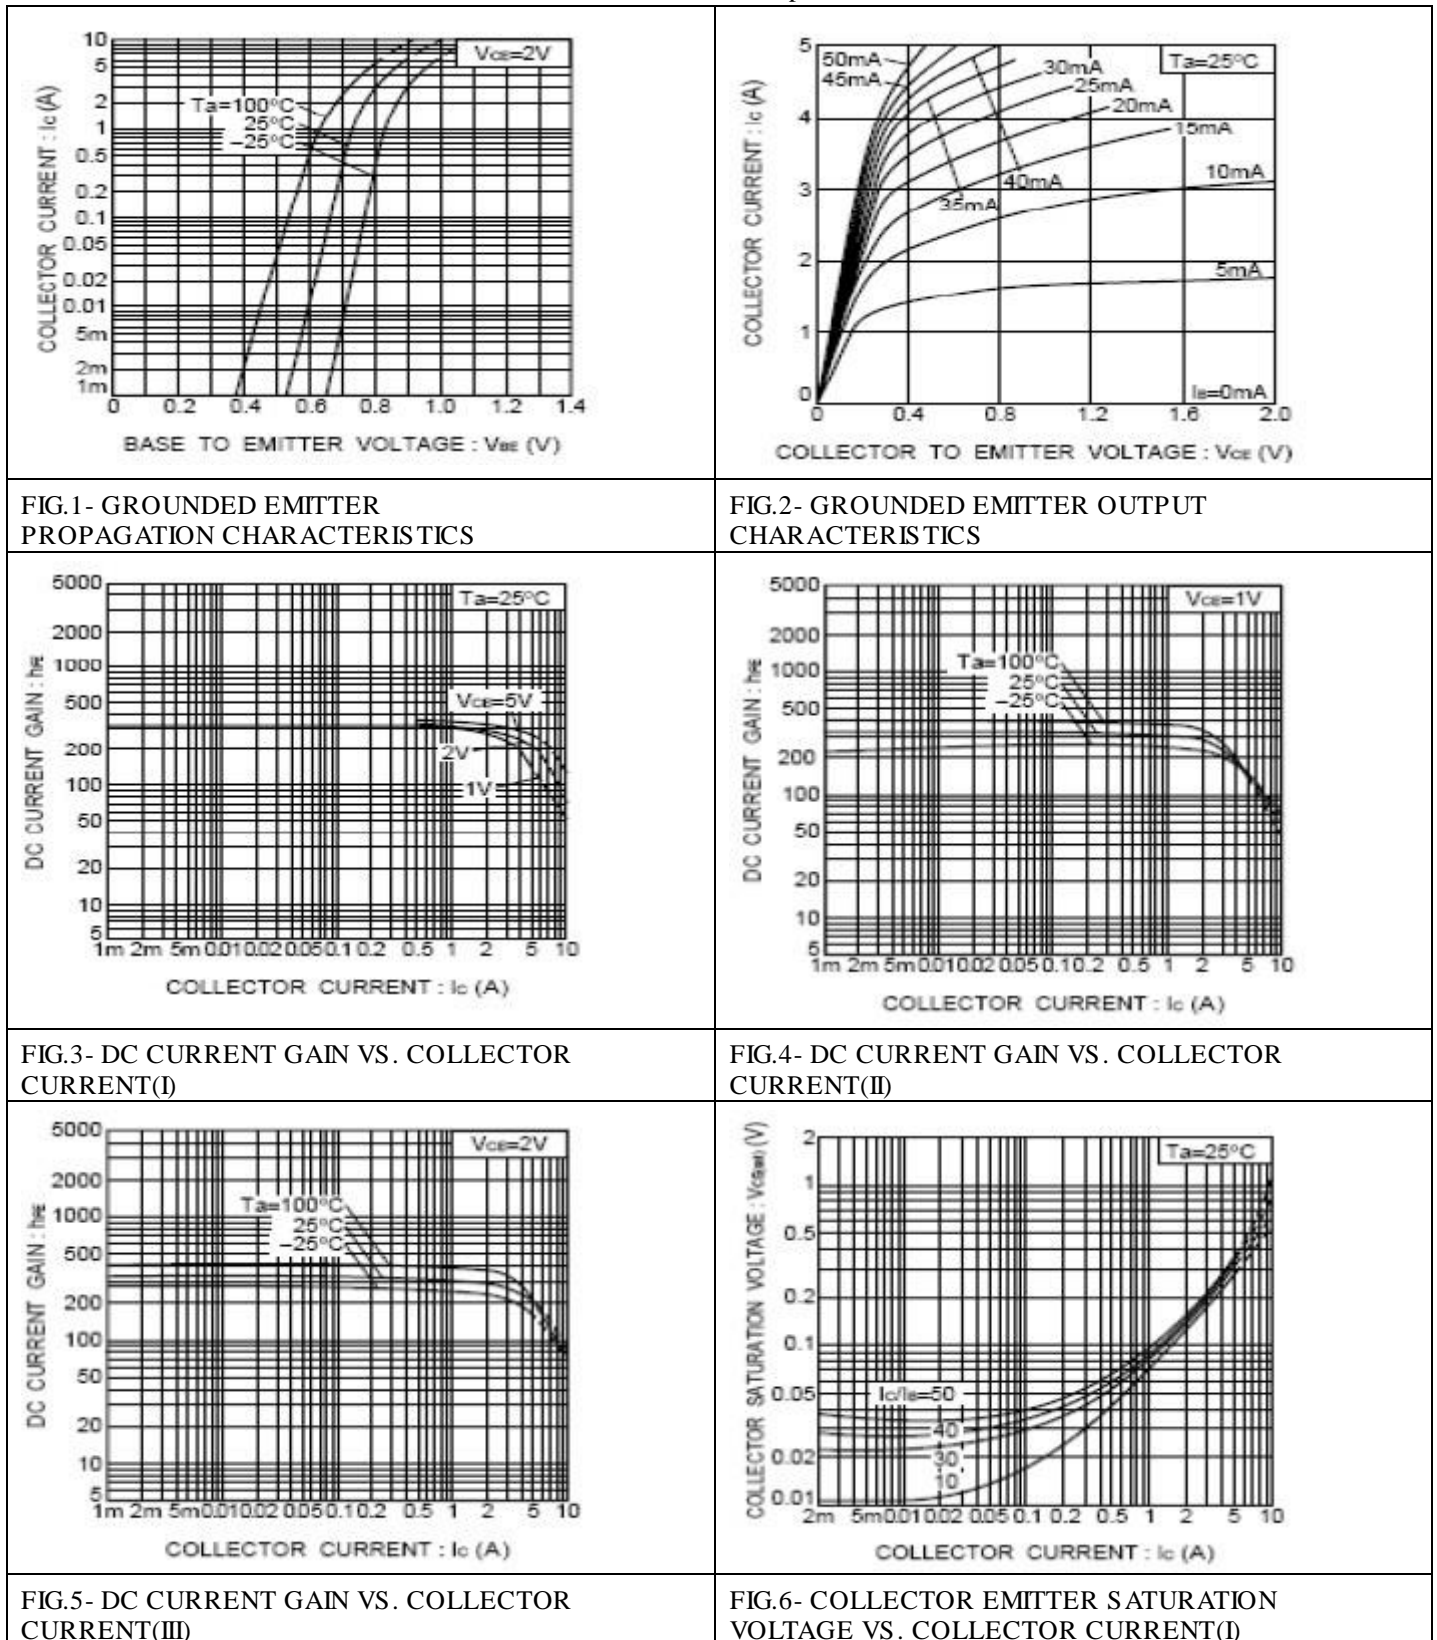 10
5
2
1
0.5
0.2
0.1
0.05
0.02
0.01
5m
2m
1m
VCE=2V
Ta=100°C
25°C
−25°C
0 0.2 0.4 0.6 0.8 1.0 1.2 1.4
COLLECTOR CURRENT : Ic (A)
BASE TO EMITTER VOLTAGE : VBE (V)
5
4
3
2
1
0
Ta=25°C
50mA
45mA
30mA
25mA
20mA
15mA
10mA
40mA
35mA
5mA
IB=0mA
0 0.4 0.8 1.2 1.6 2.0
COLLECTOR CURRENT : Ic (A)
COLLECTOR TO EMITTER VOLTAGE : VCE (V)
FIG.1- GROUNDED EMITTER
PROPAGATION CHARACTERISTICS
FIG.2- GROUNDED EMITTER OUTPUT
CHARACTERISTICS
5000
2000
1000
500
200
100
50
20
10
5
Ta=25°C
VCE=5V
2V
1V
1m 2m 5m 0.01 0.02 0.05 0.1 0.2 0.5 1 2 5 10
DC CURRENT GAIN : hFE
COLLECTOR CURRENT : Ic (A)
5000
2000
1000
500
200
100
50
20
10
5
VCE=1V
Ta=100°C
25°C
−25°C
1m 2m 5m 0.01 0.02 0.05 0.1 0.2 0.5 1 2 5 10
DC CURRENT GAIN : hFE
COLLECTOR CURRENT : Ic (A)
FIG.3- DC CURRENT GAIN VS. COLLECTOR
CURRENT(I)
FIG.4- DC CURRENT GAIN VS. COLLECTOR
CURRENT(II)
5000
2000
1000
500
200
100
50
20
10
5
VCE=2V
Ta=100°C
25°C
−25°C
1m 2m 5m 0.01 0.02 0.05 0.1 0.2 0.5 1 2 5 10
DC CURRENT GAIN : hFE
COLLECTOR CURRENT : Ic (A)
2
1
0.5
0.2
0.1
0.05
0.02
0.01
Ta=25°C
Ic/IB=50
40
30
10
2m 5m 0.01 0.02 0.05 0.1 0.2 0.5 1 2 5 10
COLLECTOR SATURATION VOLTAGE : VCE(sat) (V)
COLLECTOR CURRENT : Ic (A)
FIG.5- DC CURRENT GAIN VS. COLLECTOR
CURRENT(III)
FIG.6- COLLECTOR EMITTER SATURATION
VOLTAGE VS. COLLECTOR CURRENT(I)